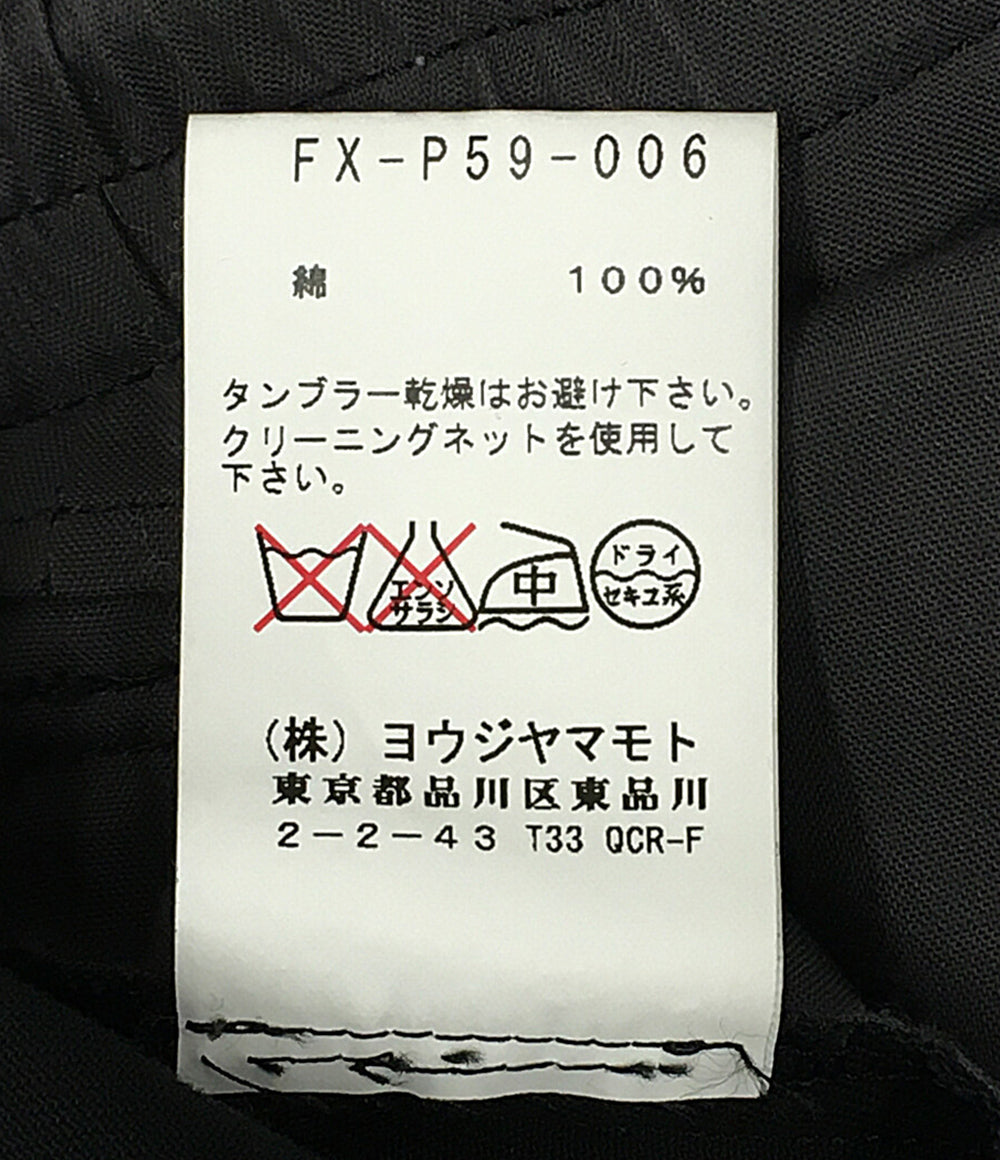 FX-P59-006
綿 100%
タンブラー乾燥はお避け下さい。
クリーニングネットを使用して
下さい。
エンソ
サラシ
中
ドライ
セキユ系
(株) ヨウジヤマモト
東京都品川区東品川
2-2-43 T33 QCR-F